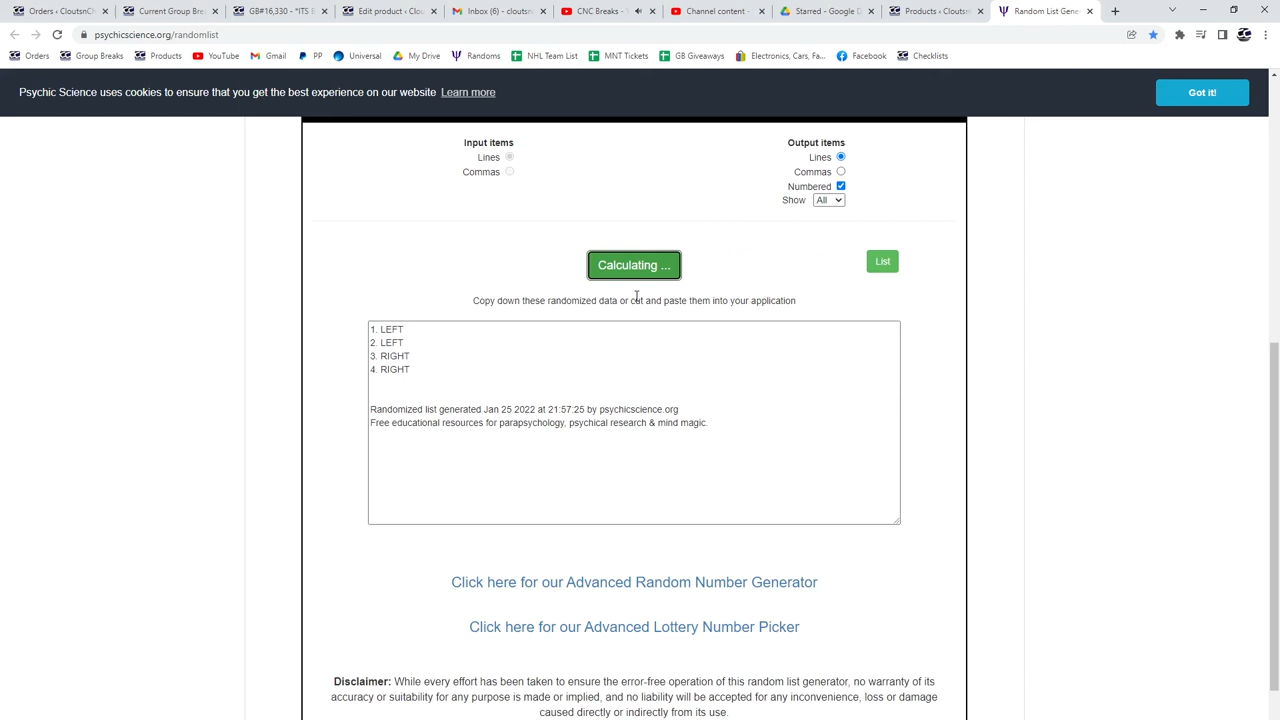 Orders · CloutsnCh
Current Group Brea
GB#16,330 - *ITS E
Edit product · Clou
Inbox (6) - cloutsn
CNC Breaks - 
Channel content -
Starred - Google D
Products · Cloutsn
Random List Gene
psychicscience.org/randomlist
Orders
Group Breaks
Products
YouTube
Gmail
PP
Universal
My Drive
Randoms
NHL Team List
MNT Tickets
GB Giveaways
Electronics, Cars, Fa...
Facebook
Checklists
Psychic Science uses cookies to ensure that you get the best experience on our website Learn more
Got it!
Input items
Output items
Lines
Lines
Commas
Commas
Numbered
Show All
Calculating ...
List
Copy down these randomized data or cut and paste them into your application
1. LEFT
2. LEFT
3. RIGHT
4. RIGHT
Randomized list generated Jan 25 2022 at 21:57:25 by psychicscience.org
Free educational resources for parapsychology, psychical research & mind magic.
Click here for our Advanced Random Number Generator
Click here for our Advanced Lottery Number Picker
Disclaimer: While every effort has been taken to ensure the error-free operation of this random list generator, no warranty of its
accuracy or suitability for any purpose is made or implied, and no liability will be accepted for any inconvenience, loss or damage
caused directly or indirectly from its use.